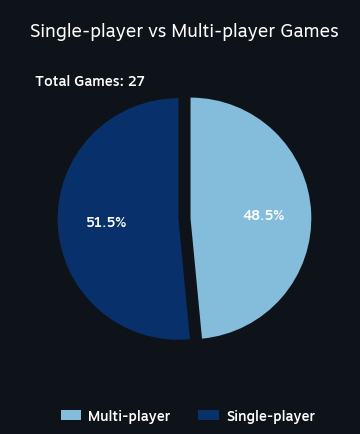 Single-player vs Multi-player Games
Total Games: 27
51.5%
48.5%
Multi-player
Single-player